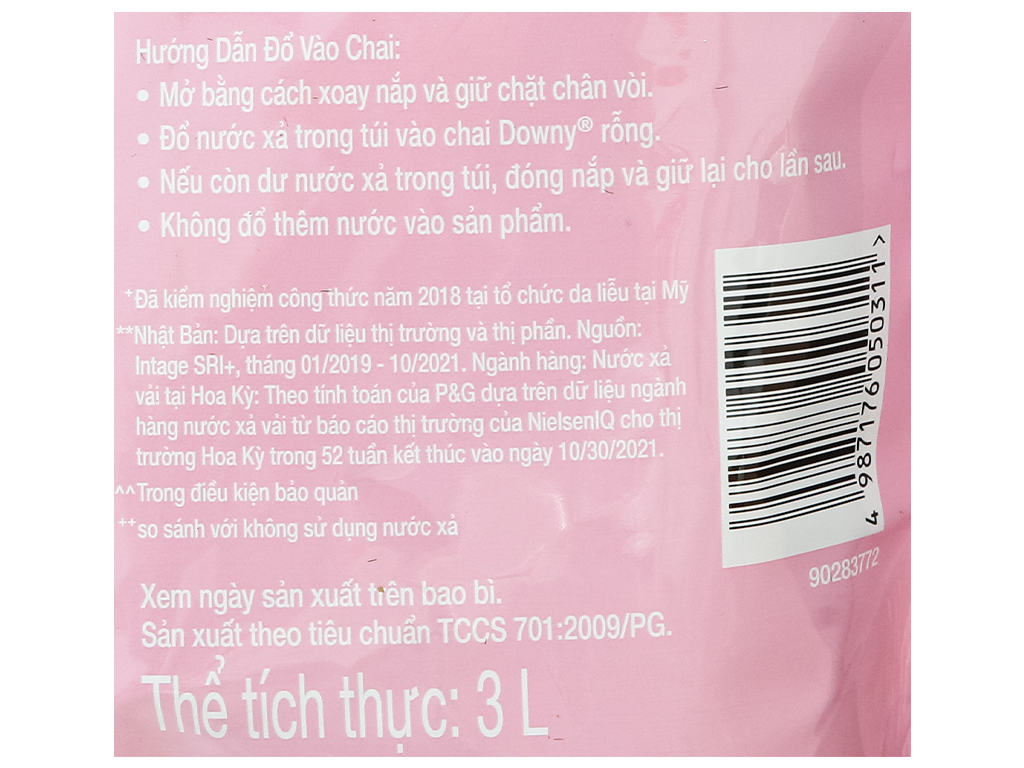 Hướng Dẫn Đổ Vào Chai:
• Mở bằng cách xoay nắp và giữ chặt chân vòi.
• Đổ nước xả trong túi vào chai Downy® rỗng.
• Nếu còn dư nước xả trong túi, đóng nắp và giữ lại cho lần sau.
• Không đổ thêm nước vào sản phẩm.
+Đã kiểm nghiệm công thức năm 2018 tại tổ chức da liễu tại Mỹ
**Nhật Bản: Dựa trên dữ liệu thị trường và thị phần. Nguồn:
Intage SRI+, tháng 01/2019 - 10/2021. Ngành hàng: Nước xả
vải tại Hoa Kỳ: Theo tính toán của P&G dựa trên dữ liệu ngành
hàng nước xả vải từ báo cáo thị trường của NielsenIQ cho thị
trường Hoa Kỳ trong 52 tuần kết thúc vào ngày 10/30/2021.
^^Trong điều kiện bảo quản
++so sánh với không sử dụng nước xả
4 987176 050311 >
90283772
Xem ngày sản xuất trên bao bì.
Sản xuất theo tiêu chuẩn TCCS 701:2009/PG.
Thể tích thực: 3 L